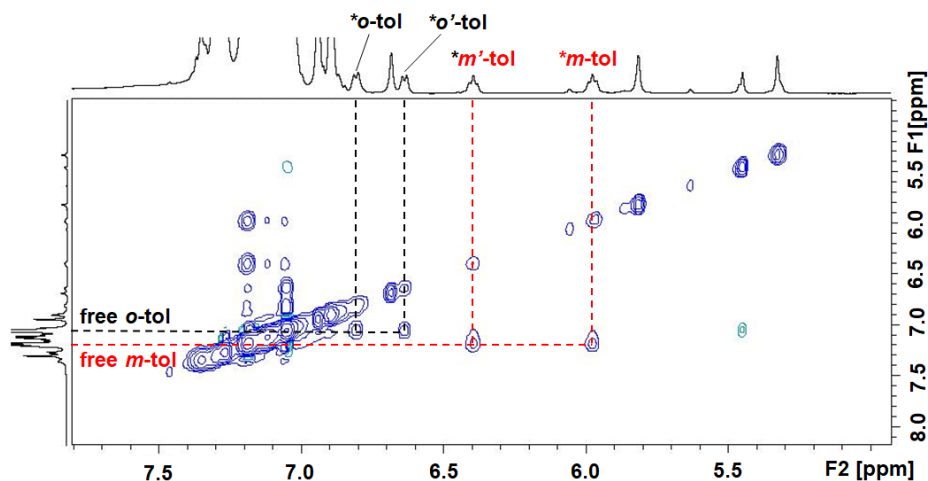 *o-tol
*o'-tol
*m'-tol
*m-tol
free o-tol
free m-tol
5.5
6.0
6.5
7.0
7.5
8.0
F1 [ppm]
7.5
7.0
6.5
6.0
5.5
F2 [ppm]